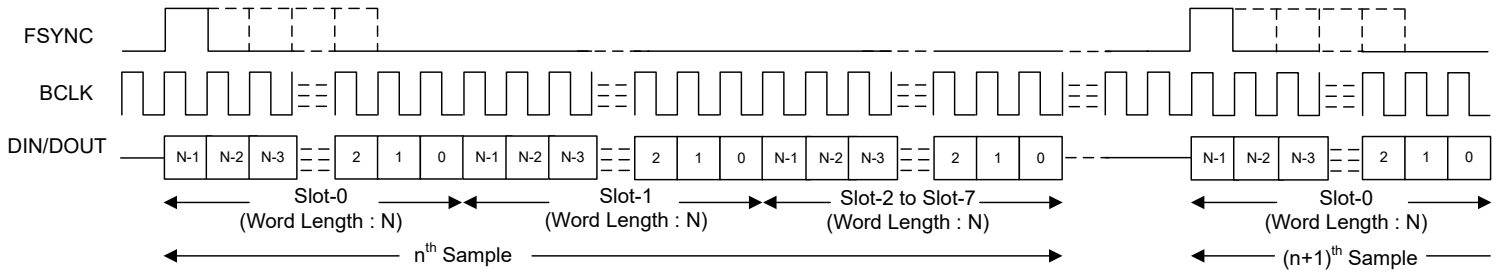 FSYNC
BCLK
DIN/DOUT
N-1 N-2 N-3 2 1 0 N-1 N-2 N-3 2 1 0 N-1 N-2 N-3 2 1 0 N-1 N-2 N-3 2 1 0
Slot-0 Slot-1 Slot-2 to Slot-7 Slot-0
(Word Length : N) (Word Length : N) (Word Length : N) (Word Length : N)
nth Sample (n+1)th Sample